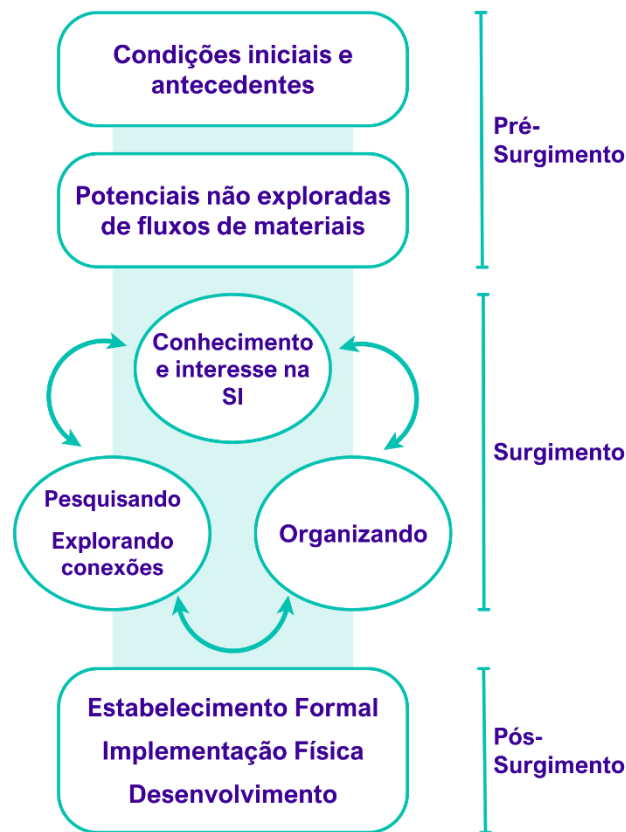 Condições iniciais e
antecedentes
Pré-
Surgimento
Potenciais não exploradas
de fluxos de materiais
Conhecimento
e interesse na
SI
Surgimento
Pesquisando
Explorando
conexões
Organizando
Estabelecimento Formal
Implementação Física
Desenvolvimento
Pós-
Surgimento